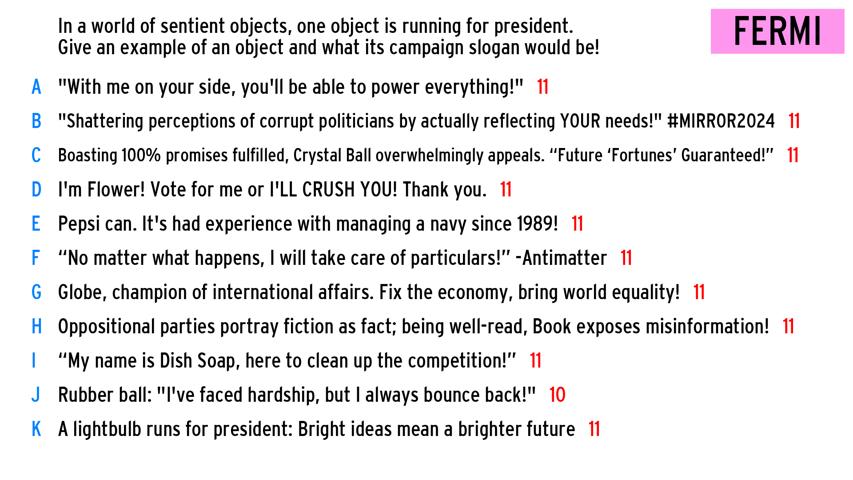 In a world of sentient objects, one object is running for president.
Give an example of an object and what its campaign slogan would be!
FERMI
A "With me on your side, you'll be able to power everything!" 11
B "Shattering perceptions of corrupt politicians by actually reflecting YOUR needs!" #MIRROR2024 11
C Boasting 100% promises fulfilled, Crystal Ball overwhelmingly appeals. “Future ‘Fortunes’ Guaranteed!” 11
D I'm Flower! Vote for me or I'LL CRUSH YOU! Thank you. 11
E Pepsi can. It's had experience with managing a navy since 1989! 11
F “No matter what happens, I will take care of particulars!” -Antimatter 11
G Globe, champion of international affairs. Fix the economy, bring world equality! 11
H Oppositional parties portray fiction as fact; being well-read, Book exposes misinformation! 11
I “My name is Dish Soap, here to clean up the competition!” 11
J Rubber ball: "I've faced hardship, but I always bounce back!" 10
K A lightbulb runs for president: Bright ideas mean a brighter future 11